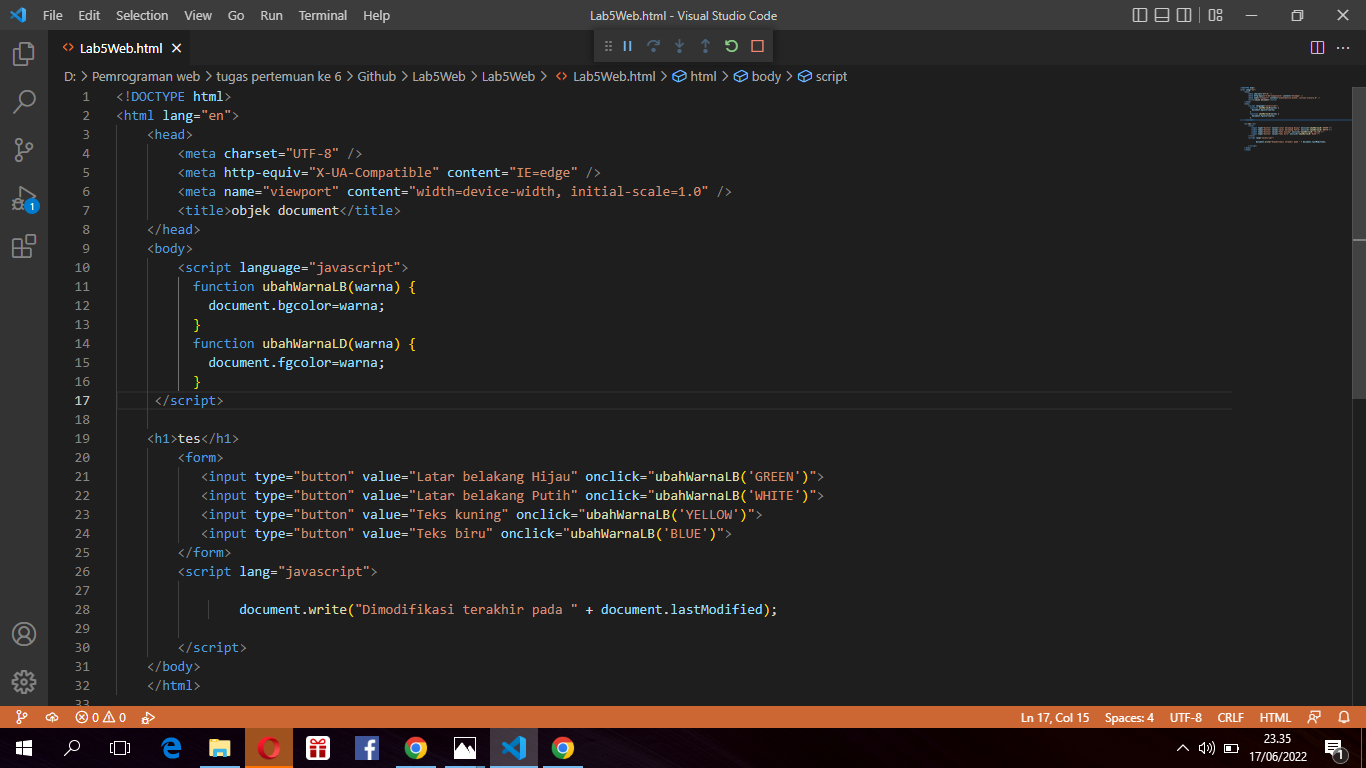 File Edit Selection View Go Run Terminal Help Lab5Web.html - Visual Studio Code
<> Lab5Web.html ×
D: > Pemrograman web > tugas pertemuan ke 6 > Github > Lab5Web > Lab5Web > <> Lab5Web.html > html > body > script
1 <!DOCTYPE html>
2 <html lang="en">
3 <head>
4 <meta charset="UTF-8" />
5 <meta http-equiv="X-UA-Compatible" content="IE=edge" />
6 <meta name="viewport" content="width=device-width, initial-scale=1.0" />
7 <title>objek document</title>
8 </head>
9 <body>
10 <script language="javascript">
11 function ubahWarnaLB(warna) {
12 document.bgcolor=warna;
13 }
14 function ubahWarnaLD(warna) {
15 document.fgcolor=warna;
16 }
17 </script>
18
19 <h1>tes</h1>
20 <form>
21 <input type="button" value="Latar belakang Hijau" onclick="ubahWarnaLB('GREEN')">
22 <input type="button" value="Latar belakang Putih" onclick="ubahWarnaLB('WHITE')">
23 <input type="button" value="Teks kuning" onclick="ubahWarnaLB('YELLOW')">
24 <input type="button" value="Teks biru" onclick="ubahWarnaLB('BLUE')">
25 </form>
26 <script lang="javascript">
27
28 document.write("Dimodifikasi terakhir pada " + document.lastModified);
29
30 </script>
31 </body>
32 </html>
33
1
0 0 Ln 17, Col 15 Spaces: 4 UTF-8 CRLF HTML
23.35
17/06/2022
1